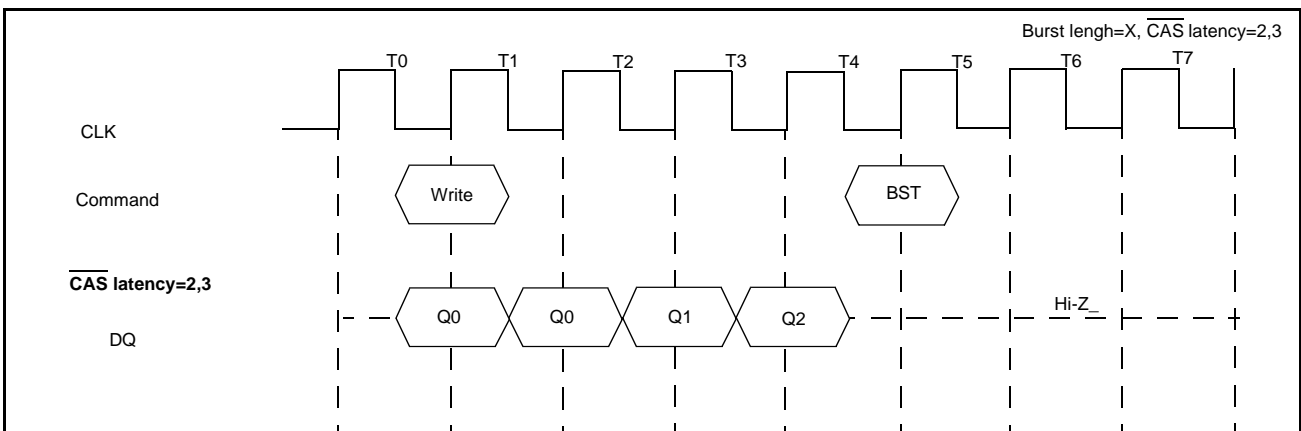 Burst lengh=X, CAS latency=2,3
T0 T1 T2 T3 T4 T5 T6 T7
CLK
Command
Write
BST
CAS latency=2,3
DQ
Q0 Q0 Q1 Q2
Hi-Z_